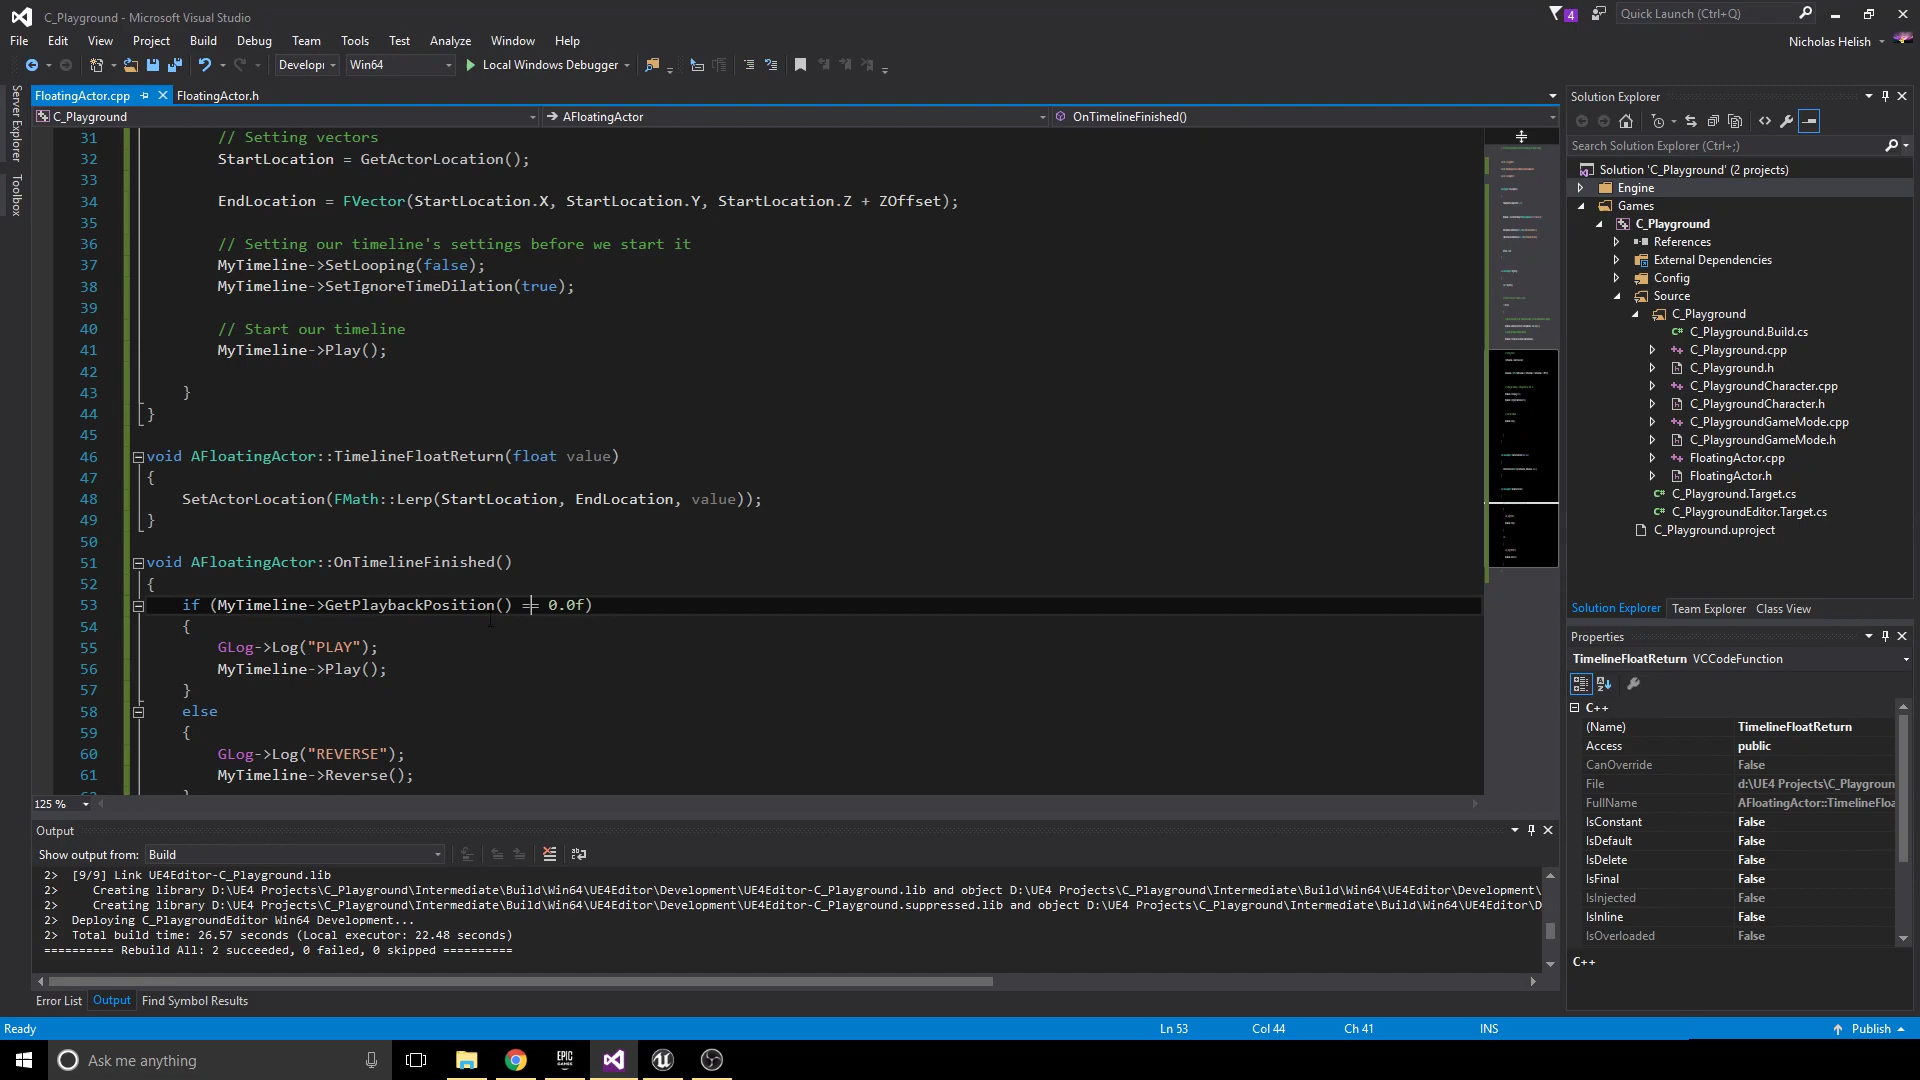 C_Playground - Microsoft Visual Studio
4
Quick Launch (Ctrl+Q)
File Edit View Project Build Debug Team Tools Test Analyze Window Help
Nicholas Helish
Develop Win64 Local Windows Debugger
Server Explorer
Toolbox
FloatingActor.cpp FloatingActor.h
C_Playground AFloatingActor OnTimelineFinished()
31 // Setting vectors
32 StartLocation = GetActorLocation();
33
34 EndLocation = FVector(StartLocation.X, StartLocation.Y, StartLocation.Z + ZOffset);
35
36 // Setting our timeline's settings before we start it
37 MyTimeline->SetLooping(false);
38 MyTimeline->SetIgnoreTimeDilation(true);
39
40 // Start our timeline
41 MyTimeline->Play();
42
43 }
44 }
45
46 void AFloatingActor::TimelineFloatReturn(float value)
47 {
48 SetActorLocation(FMath::Lerp(StartLocation, EndLocation, value));
49 }
50
51 void AFloatingActor::OnTimelineFinished()
52 {
53 if (MyTimeline->GetPlaybackPosition() == 0.0f)
54 {
55 GLog->Log("PLAY");
56 MyTimeline->Play();
57 }
58 else
59 {
60 GLog->Log("REVERSE");
61 MyTimeline->Reverse();
125 %
Output
Show output from: Build
2> [9/9] Link UE4Editor-C_Playground.lib
2> Creating library D:\UE4 Projects\C_Playground\Intermediate\Build\Win64\UE4Editor\Development\UE4Editor-C_Playground.lib and object D:\UE4 Projects\C_Playground\Intermediate\Build\Win64\UE4Editor\Development\
2> Creating library D:\UE4 Projects\C_Playground\Intermediate\Build\Win64\UE4Editor\Development\UE4Editor-C_Playground.suppressed.lib and object D:\UE4 Projects\C_Playground\Intermediate\Build\Win64\UE4Editor\D
2> Deploying C_PlaygroundEditor Win64 Development...
2> Total build time: 26.57 seconds (Local executor: 22.48 seconds)
========== Rebuild All: 2 succeeded, 0 failed, 0 skipped ==========
Error List Output Find Symbol Results
Solution Explorer
Search Solution Explorer (Ctrl+;)
Solution 'C_Playground' (2 projects)
Engine
Games
C_Playground
References
External Dependencies
Config
Source
C_Playground
C_Playground.Build.cs
C_Playground.cpp
C_Playground.h
C_PlaygroundCharacter.cpp
C_PlaygroundCharacter.h
C_PlaygroundGameMode.cpp
C_PlaygroundGameMode.h
FloatingActor.cpp
FloatingActor.h
C_Playground.Target.cs
C_PlaygroundEditor.Target.cs
C_Playground.uproject
Solution Explorer Team Explorer Class View
Properties
TimelineFloatReturn VCCodeFunction
C++
(Name) TimelineFloatReturn
Access public
CanOverride False
File d:\UE4 Projects\C_Playgroun
FullName AFloatingActor::TimelineFloa
IsConstant False
IsDefault False
IsDelete False
IsFinal False
IsInjected False
IsInline False
IsOverloaded False
C++
Ready Ln 53 Col 44 Ch 41 INS Publish
Ask me anything
EPIC GAMES